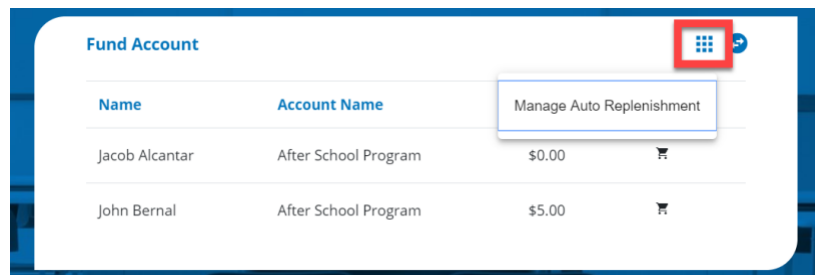 Fund Account
Name Account Name Manage Auto Replenishment
Jacob Alcantar After School Program $0.00
John Bernal After School Program $5.00